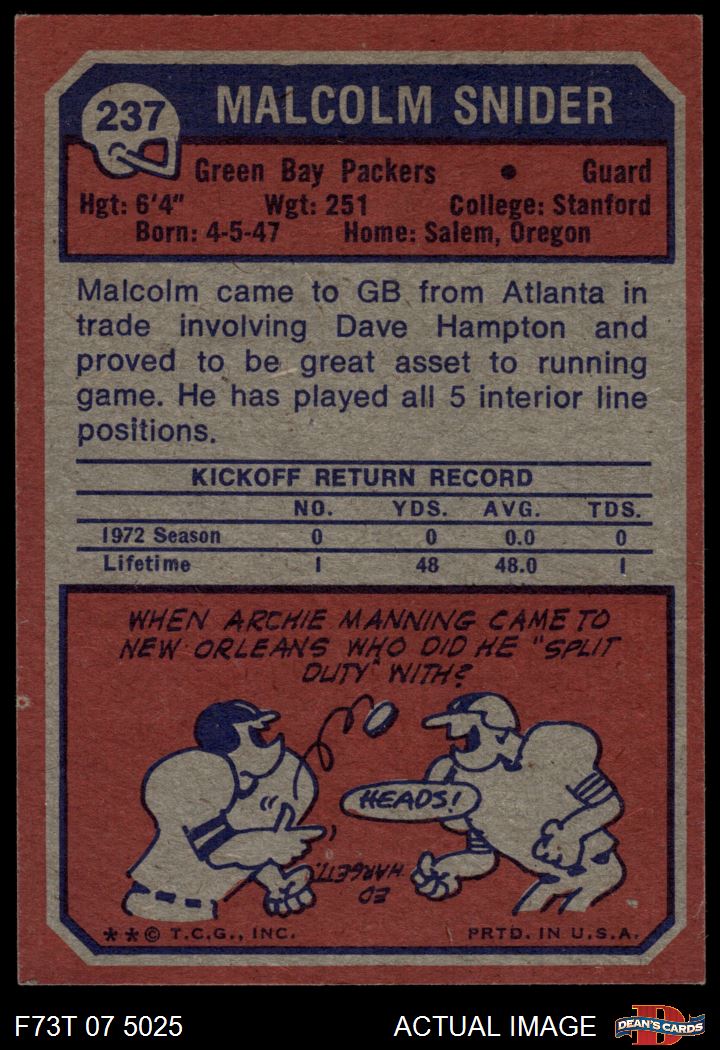 237
MALCOLM SNIDER
Green Bay Packers • Guard
Hgt: 6'4" Wgt: 251 College: Stanford
Born: 4-5-47 Home: Salem, Oregon
Malcolm came to GB from Atlanta in
trade involving Dave Hampton and
proved to be great asset to running
game. He has played all 5 interior line
positions.
KICKOFF RETURN RECORD
NO. YDS. AVG. TDS.
1972 Season 0 0 0.0 0
Lifetime 1 48 48.0 1
WHEN ARCHIE MANNING CAME TO
NEW ORLEANS WHO DID HE "SPLIT
DUTY" WITH?
HEADS!
ED
HARGETT.
**© T.C.G., INC. PRTD. IN U.S.A.
F73T 07 5025 ACTUAL IMAGE
D
DEAN'S CARDS